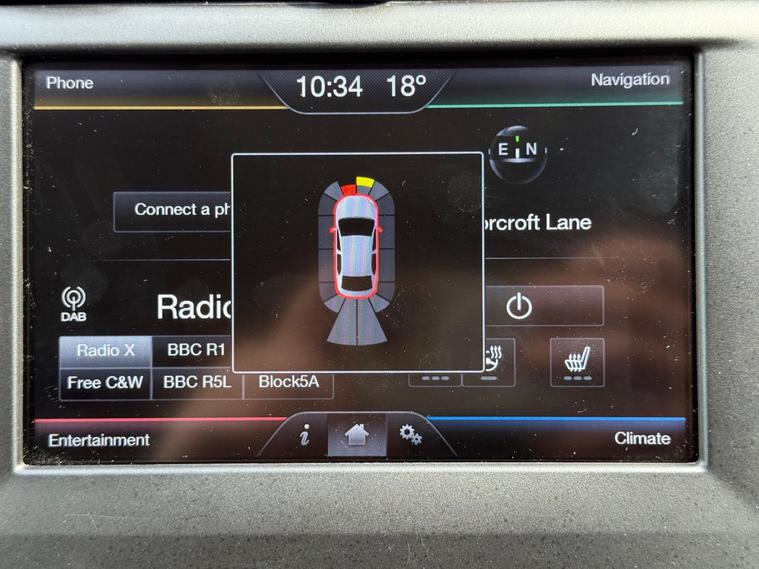 Phone
10:34 18°
Navigation
E N
Connect a ph
orcroft Lane
DAB
Radio
Radio X
BBC R1
Free C&W
BBC R5L
Block5A
i
Entertainment
Climate